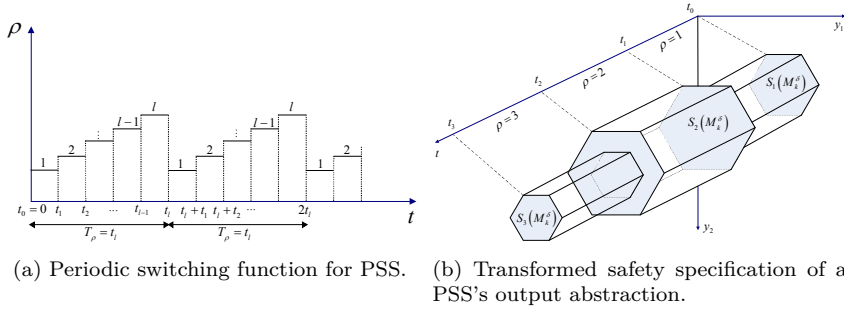 ρ
1
2
⋮
l−1
l
1
2
⋮
l−1
l
1
2
t₀=0 t₁ t₂ ... t_{l−1} t_l t_l+t₁ t_l+t₂ ... 2t_l t
T_ρ = t_l
T_ρ = t_l
(a) Periodic switching function for PSS.
t₀
y₁
t₁
ρ=1
t₂
ρ=2
t₃
ρ=3
t
S₁(M_k^δ)
S₂(M_k^δ)
S₃(M_k^δ)
y₂
(b) Transformed safety specification of a
PSS's output abstraction.